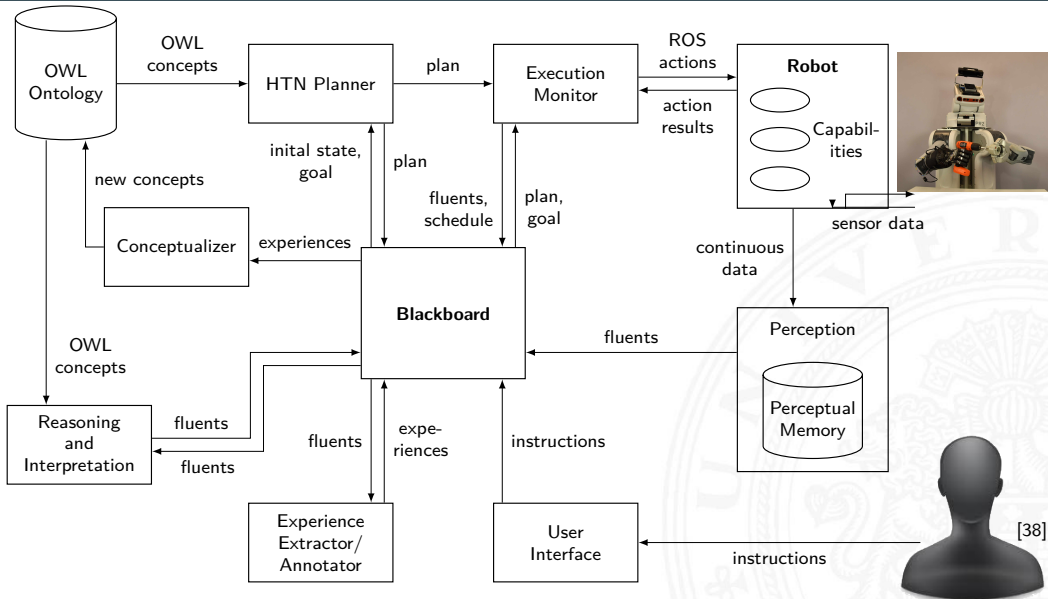 OWL
Ontology
OWL
concepts
HTN Planner
plan
Execution
Monitor
ROS
actions
action
results
Robot
Capabil-
ities
sensor data
inital state,
goal
plan
fluents,
schedule
plan,
goal
new concepts
Conceptualizer
experiences
continuous
data
Blackboard
OWL
concepts
fluents
Perception
Perceptual
Memory
Reasoning
and
Interpretation
fluents
fluents
fluents
expe-
riences
instructions
Experience
Extractor/
Annotator
User
Interface
instructions
[38]
UNIVER